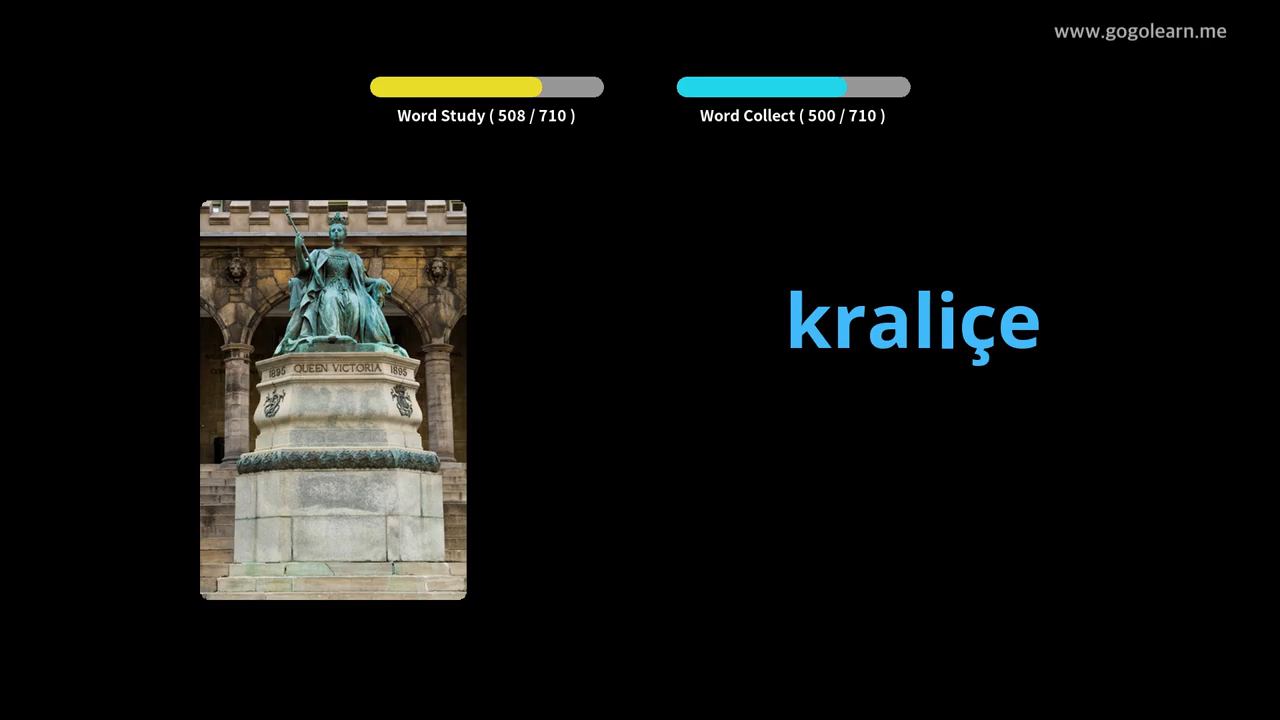 www.gogolearn.me
Word Study ( 508 / 710 )
Word Collect ( 500 / 710 )
kraliçe
1895 QUEEN VICTORIA 1895